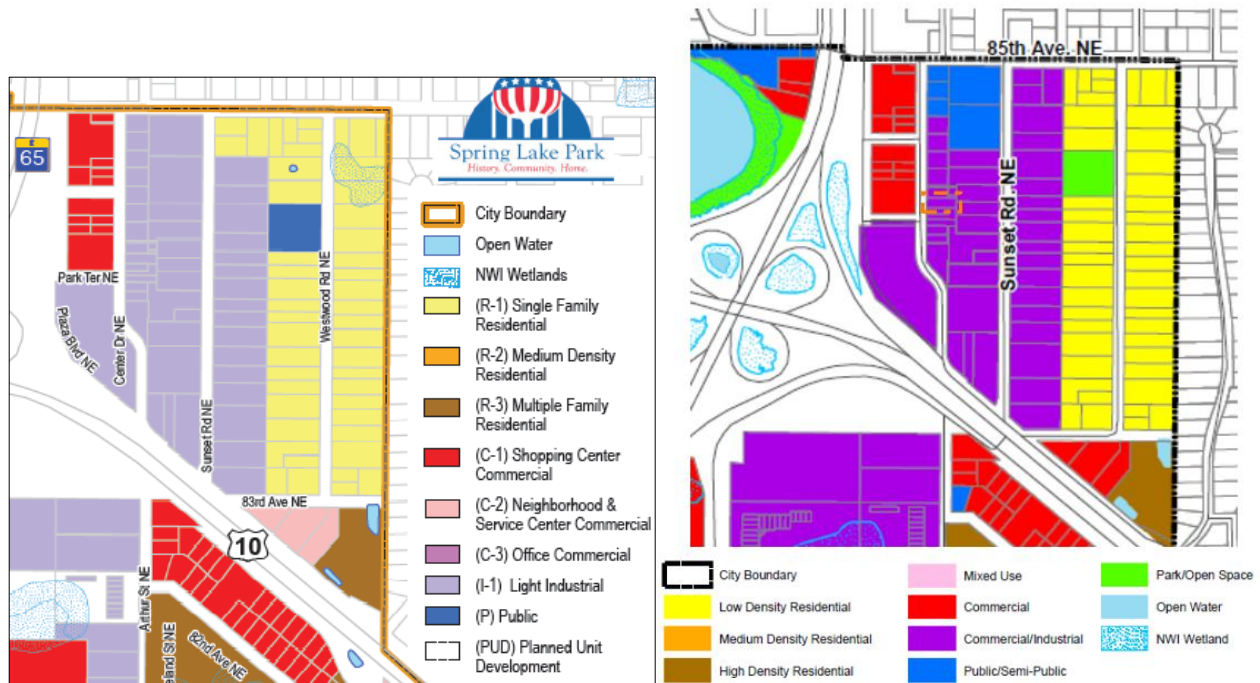 65
Spring Lake Park
History. Community. Home.
City Boundary
Open Water
NWI Wetlands
(R-1) Single Family
Residential
(R-2) Medium Density
Residential
(R-3) Multiple Family
Residential
(C-1) Shopping Center
Commercial
(C-2) Neighborhood &
Service Center Commercial
(C-3) Office Commercial
(I-1) Light Industrial
(P) Public
(PUD) Planned Unit
Development
Park Ter NE
Plaza Blvd NE
Center Dr NE
Sunset Rd NE
Westwood Rd NE
83rd Ave NE
10
Arthur St NE
eland St NE
82nd Ave NE
85th Ave. NE
Sunset Rd. NE
City Boundary
Low Density Residential
Medium Density Residential
High Density Residential
Mixed Use
Commercial
Commercial/Industrial
Public/Semi-Public
Park/Open Space
Open Water
NWI Wetland